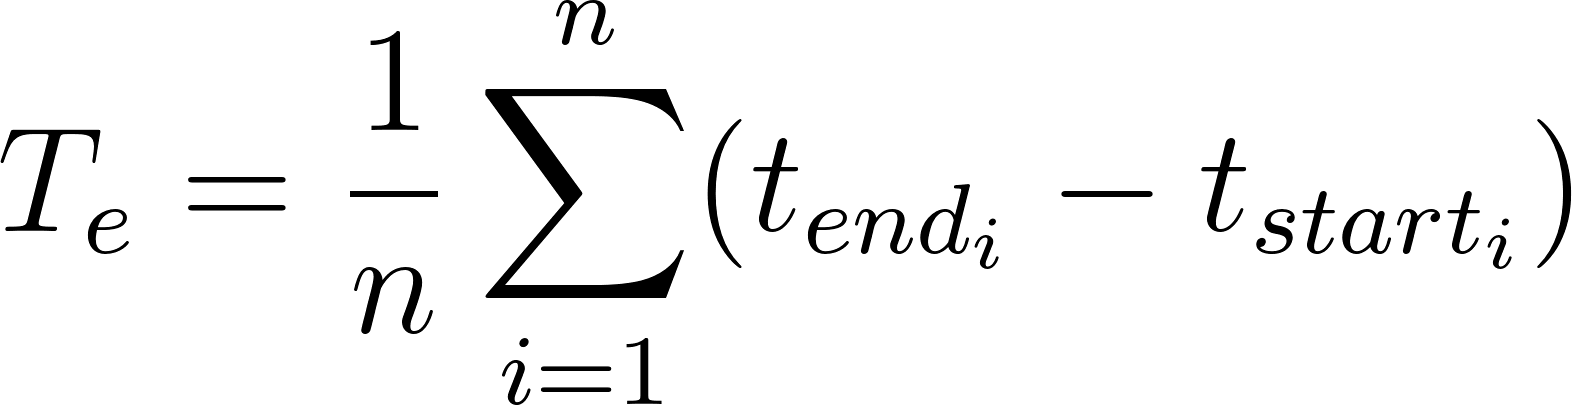 T_e = \frac{1}{n} \sum_{i=1}^{n} (t_{end_i} - t_{start_i})